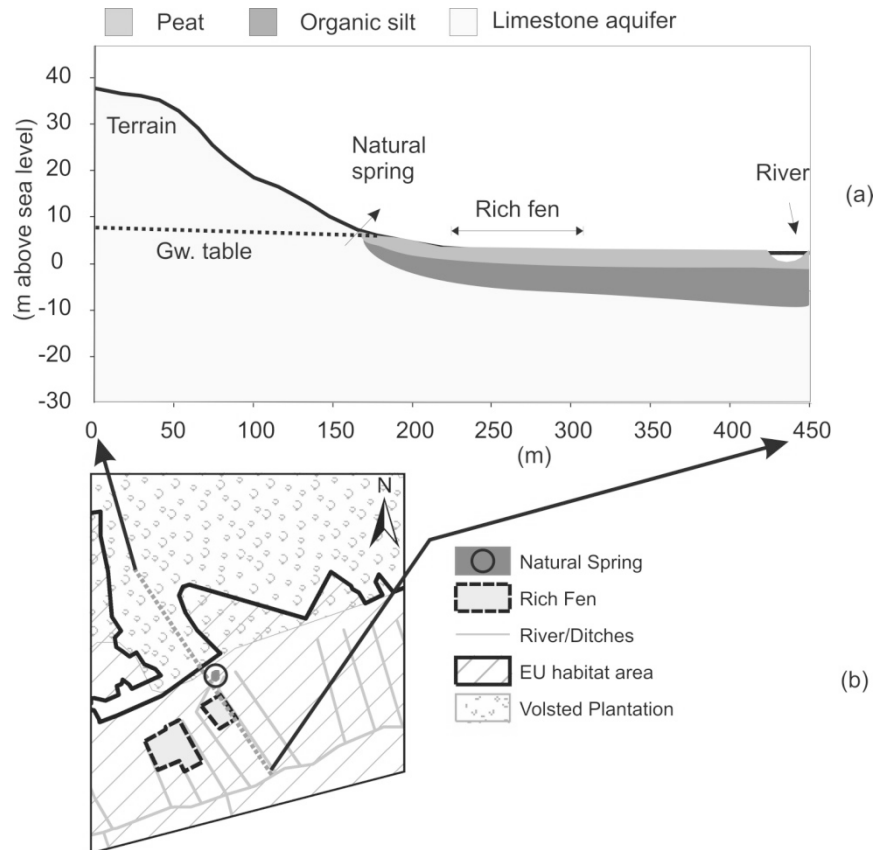 Peat Organic silt Limestone aquifer
40
30
20
10
0
-10
-20
-30
(m above sea level)
Terrain
Natural
spring
Gw. table
Rich fen
River
(a)
0 50 100 150 200 250 300 350 400 450
(m)
N
Natural Spring
Rich Fen
River/Ditches
EU habitat area
Volsted Plantation
(b)